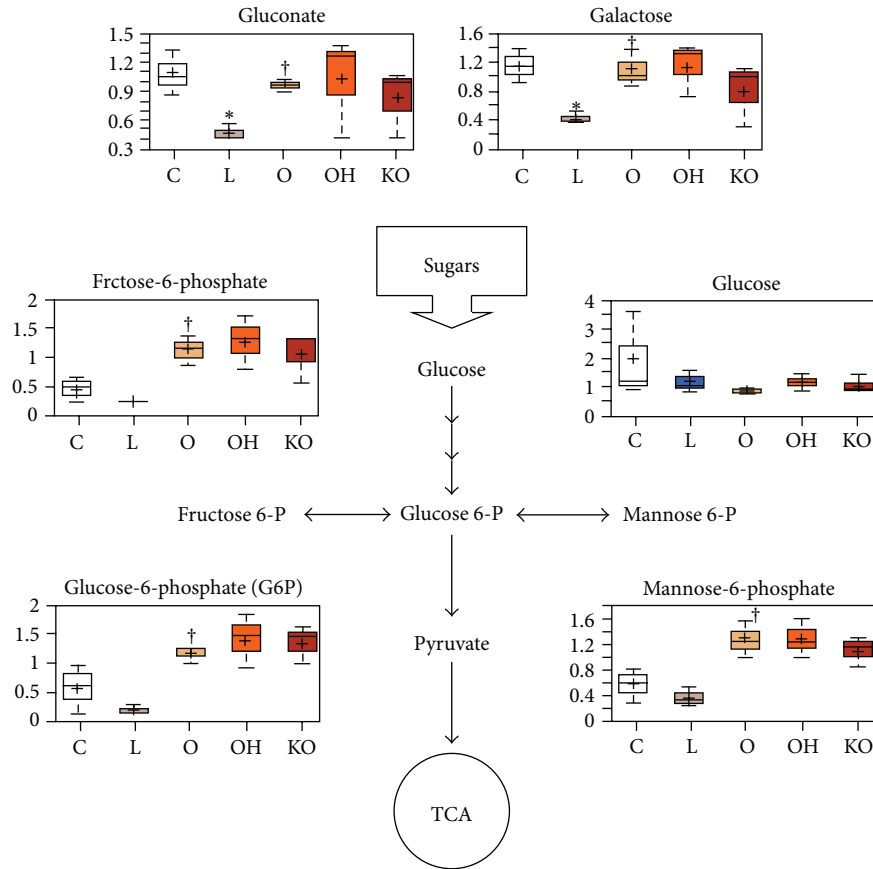 Gluconate
1.5
1.2
0.9
0.6
0.3
*
†
C L O OH KO
Galactose
1.6
1.2
0.8
0.4
0
*
†
C L O OH KO
Sugars
Frctose-6-phosphate
2
1.5
1
0.5
0
†
C L O OH KO
Glucose
Glucose
4
3
2
1
0
C L O OH KO
Fructose 6-P
Glucose 6-P
Mannose 6-P
Glucose-6-phosphate (G6P)
2
1.5
1
0.5
0
†
C L O OH KO
Pyruvate
Mannose-6-phosphate
1.6
1.2
0.8
0.4
0
†
C L O OH KO
TCA